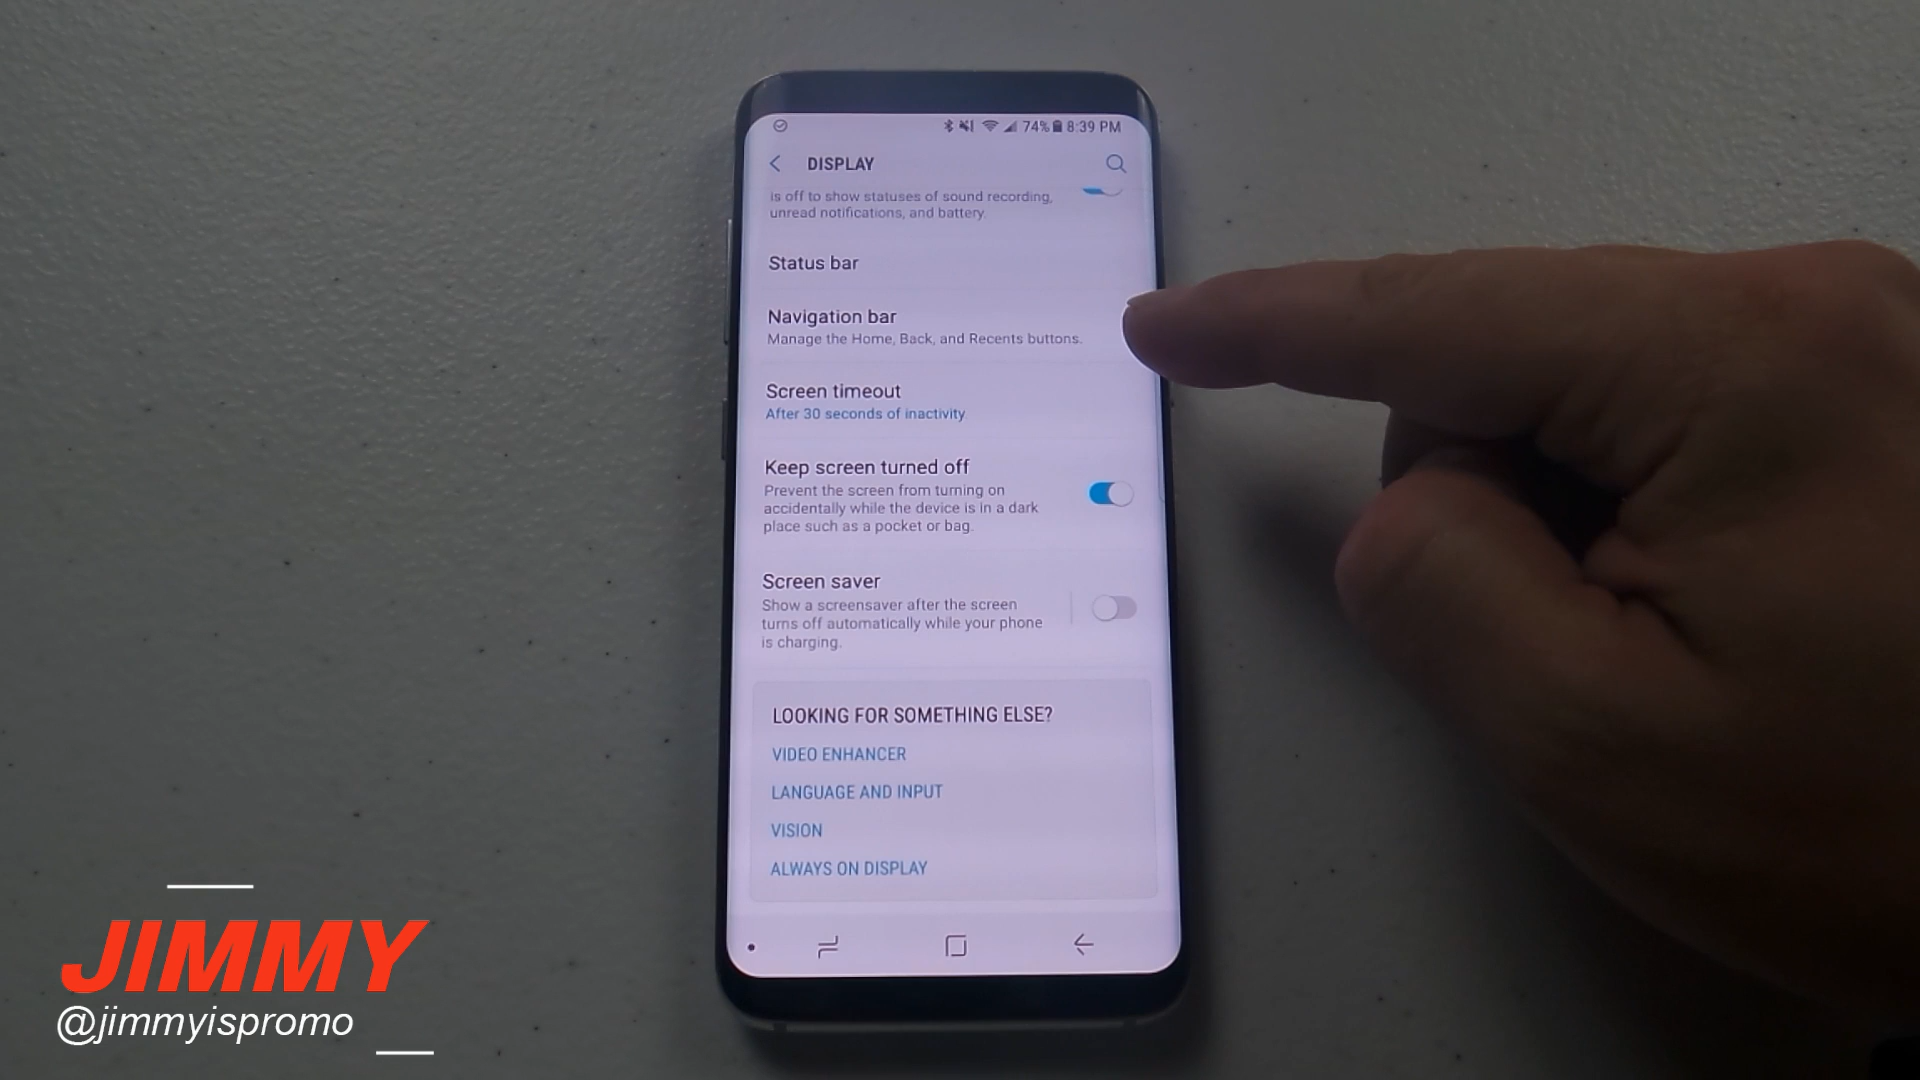 74% 8:39 PM
DISPLAY
is off to show statuses of sound recording,
unread notifications, and battery.
Status bar
Navigation bar
Manage the Home, Back, and Recents buttons.
Screen timeout
After 30 seconds of inactivity
Keep screen turned off
Prevent the screen from turning on
accidentally while the device is in a dark
place such as a pocket or bag.
Screen saver
Show a screensaver after the screen
turns off automatically while your phone
is charging.
LOOKING FOR SOMETHING ELSE?
VIDEO ENHANCER
LANGUAGE AND INPUT
VISION
ALWAYS ON DISPLAY
JIMMY
@jimmyispromo